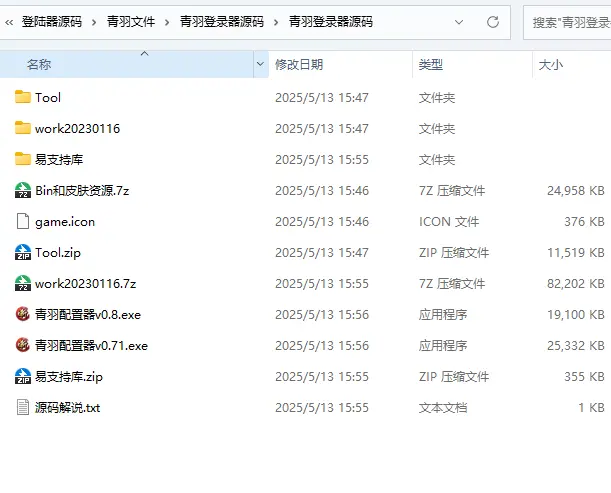 « 登陆器源码 › 青羽文件 › 青羽登录器源码 › 青羽登录器源码 搜索"青羽登录
名称 修改日期 类型 大小
Tool 2025/5/13 15:47 文件夹
work20230116 2025/5/13 15:47 文件夹
易支持库 2025/5/13 15:55 文件夹
Bin和皮肤资源.7z 2025/5/13 15:46 7Z 压缩文件 24,958 KB
game.icon 2025/5/13 15:46 ICON 文件 376 KB
Tool.zip 2025/5/13 15:47 ZIP 压缩文件 11,519 KB
work20230116.7z 2025/5/13 15:55 7Z 压缩文件 82,202 KB
青羽配置器v0.8.exe 2025/5/13 15:56 应用程序 19,100 KB
青羽配置器v0.71.exe 2025/5/13 15:56 应用程序 25,332 KB
易支持库.zip 2025/5/13 15:55 ZIP 压缩文件 355 KB
源码解说.txt 2025/5/13 15:55 文本文档 1 KB